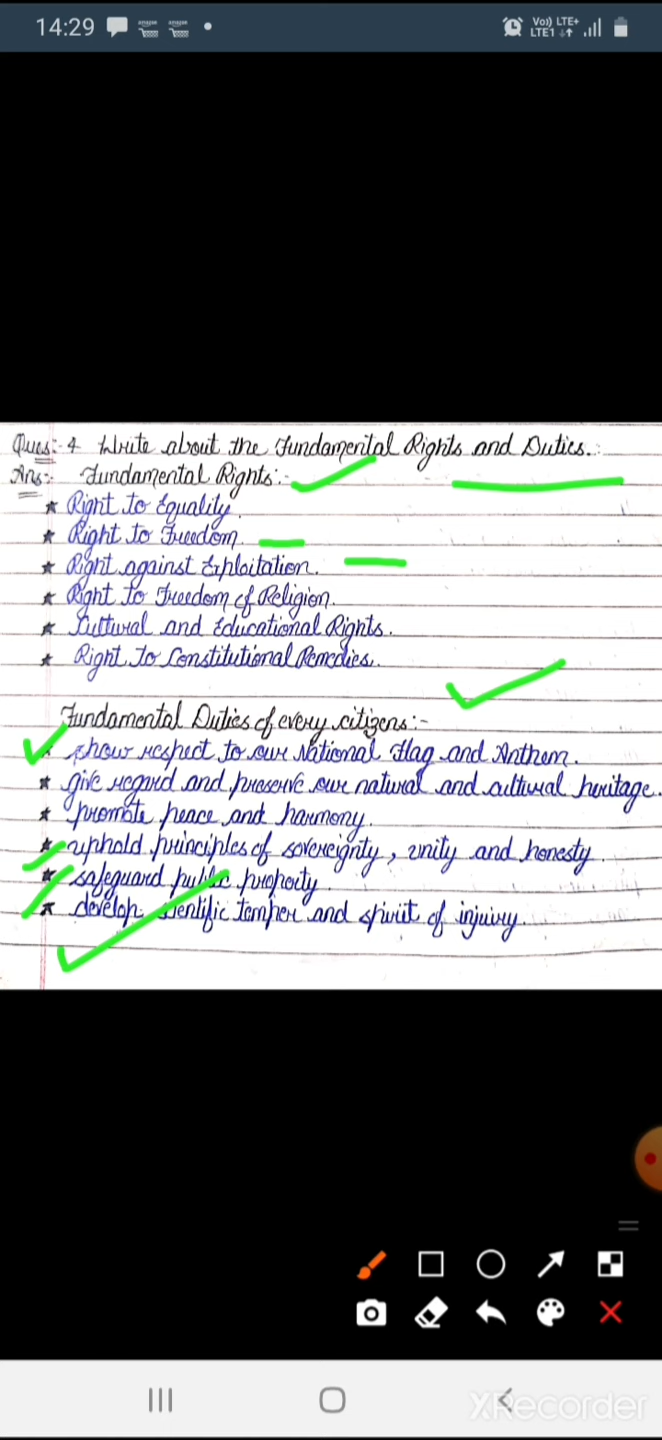 14:29
Vo)) LTE+
LTE1
Ques:- 4 Write about the Fundamental Rights and Duties.:
Ans:- Fundamental Rights:-
★ Right to Equality.
★ Right to Freedom.
★ Right against Exploitation.
★ Right to Freedom of Religion.
★ Cultural and Educational Rights.
★ Right to Constitutional Remedies.
Fundamental Duties of every citizens:-
show respect to our National Flag and Anthem.
★ give regard and preserve our natural and cultural heritage.
★ promote peace and harmony.
★ uphold principles of sovereignty, unity and honesty.
★ safeguard public property.
★ develop scientific temper and spirit of injuiry.
XRecorder